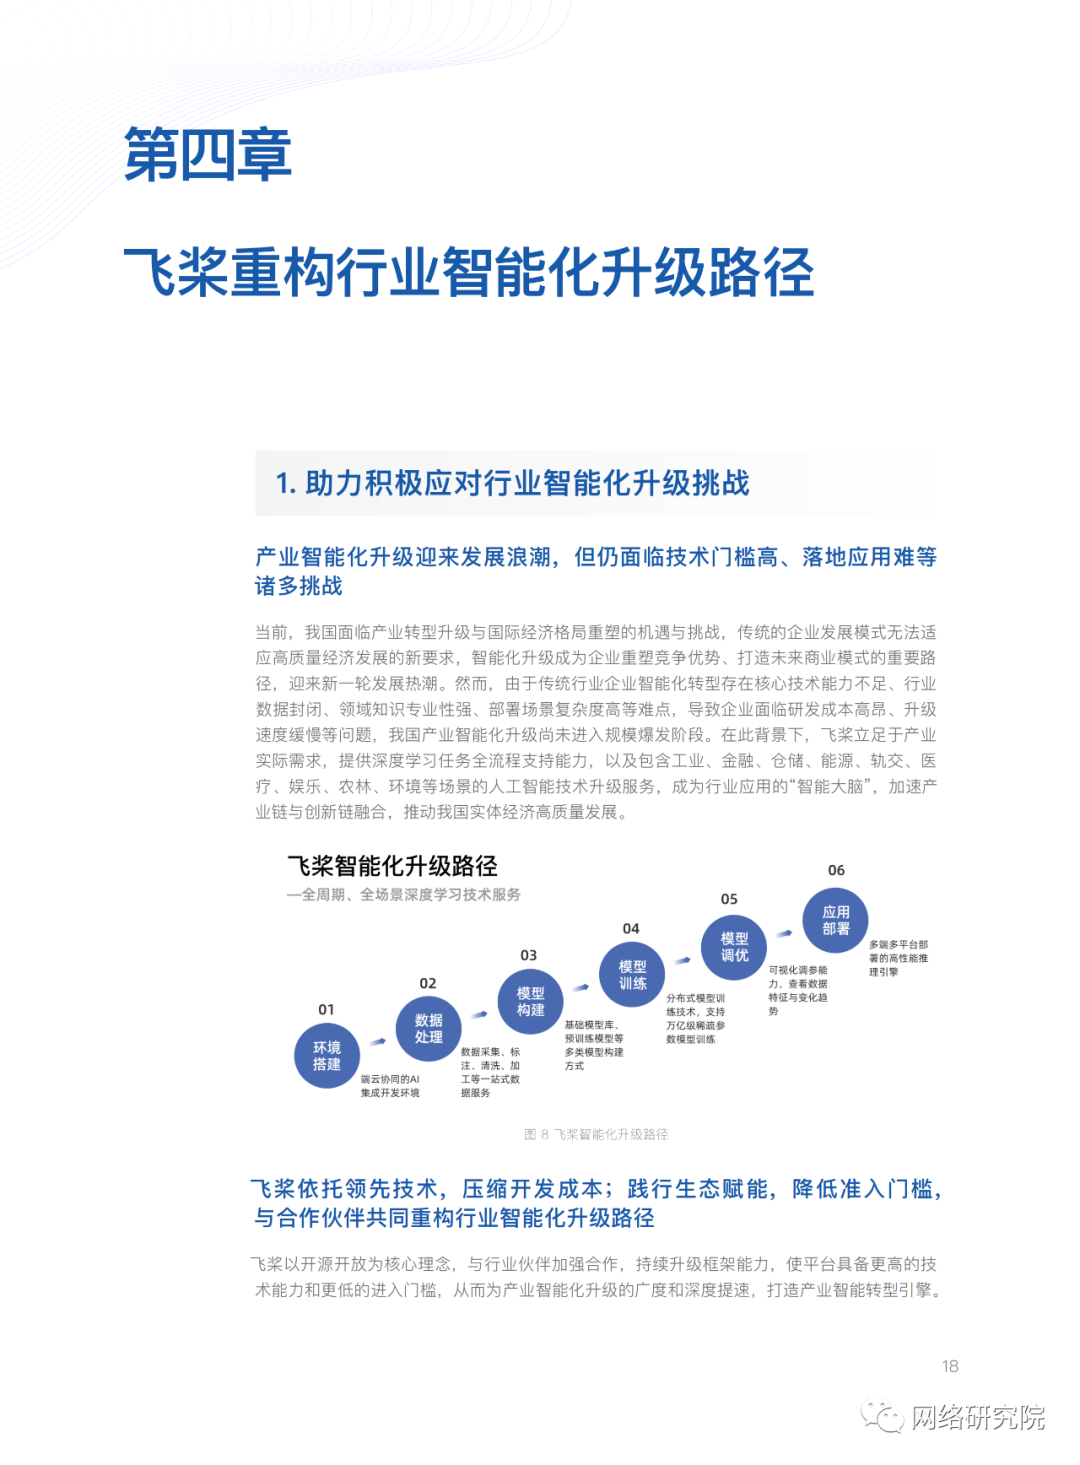 第四章
飞桨重构行业智能化升级路径
1. 助力积极应对行业智能化升级挑战
产业智能化升级迎来发展浪潮，但仍面临技术门槛高、落地应用难等
诸多挑战
当前，我国面临产业转型升级与国际经济格局重塑的机遇与挑战，传统的企业发展模式无法适
应高质量经济发展的新要求，智能化升级成为企业重塑竞争优势、打造未来商业模式的重要路
径，迎来新一轮发展热潮。然而，由于传统行业企业智能化转型存在核心技术能力不足、行业
数据封闭、领域知识专业性强、部署场景复杂度高等难点，导致企业面临研发成本高昂、升级
速度缓慢等问题，我国产业智能化升级尚未进入规模爆发阶段。在此背景下，飞桨立足于产业
实际需求，提供深度学习任务全流程支持能力，以及包含工业、金融、仓储、能源、轨交、医
疗、娱乐、农林、环境等场景的人工智能技术升级服务，成为行业应用的“智能大脑”，加速产
业链与创新链融合，推动我国实体经济高质量发展。
飞桨智能化升级路径
—全周期、全场景深度学习技术服务
01
环境
搭建
端云协同的AI
集成开发环境
02
数据
处理
数据采集、标
注、清洗、加
工等一站式数
据服务
03
模型
构建
基础模型库、
预训练模型等
多类模型构建
方式
04
模型
训练
分布式模型训
练技术，支持
万亿级稀疏参
数模型训练
05
模型
调优
可视化调参能
力，查看数据
特征与变化趋
势
06
应用
部署
多端多平台部
署的高性能推
理引擎
图 8 飞桨智能化升级路径
飞桨依托领先技术，压缩开发成本；践行生态赋能，降低准入门槛，
与合作伙伴共同重构行业智能化升级路径
飞桨以开源开放为核心理念，与行业伙伴加强合作，持续升级框架能力，使平台具备更高的技
术能力和更低的进入门槛，从而为产业智能化升级的广度和深度提速，打造产业智能转型引擎。
18
网络研究院